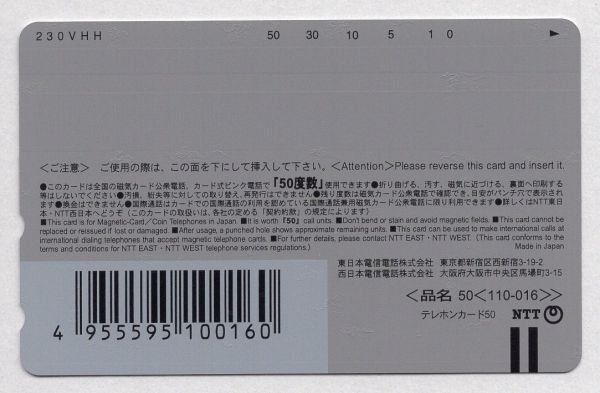 230VHH 50 30 10 5 1 0
＜ご注意＞ ご使用の際は、この面を下にして挿入して下さい。＜Attention＞Please reverse this card and insert it.
●このカードは全国の磁気カード公衆電話、カード式ピンク電話で「50度数」使用できます●折り曲げる、汚す、磁気に近づける、裏面へ印刷する
等はしないでください●汚損、紛失等に対しての取り替え、再発行はできません●残り度数は磁気カード公衆電話で確認でき、目安がパンチ穴で表示されま
す●換金はできません●国際通話はカードでの国際通話の利用を認めている国際通話兼用磁気カード公衆電話に限り利用できます●詳しくはNTT東日
本・NTT西日本へどうぞ（このカードの取扱いは、各社の定める「契約約款」の規定によります）
■This card is for Magnetic-Card／Coin Telephones in Japan. ■It is worth「50」call units. ■Don't bend or stain and avoid magnetic fields. ■This card cannot be
replaced or reissued if lost or damaged. ■After usage, a punched hole shows approximate remaining units. ■This card can be used to make international calls at
international dialing telephones that accept magnetic telephone cards. ■For further details, please contact NTT EAST・NTT WEST. (This card conforms to the
terms and conditions for NTT EAST・NTT WEST telephone services regulations.) Made in Japan
東日本電信電話株式会社 東京都新宿区西新宿3-19-2
西日本電信電話株式会社 大阪府大阪市中央区馬場町3-15
＜品名 50＜110-016＞＞
テレホンカード50 NTT
4 955595 100160